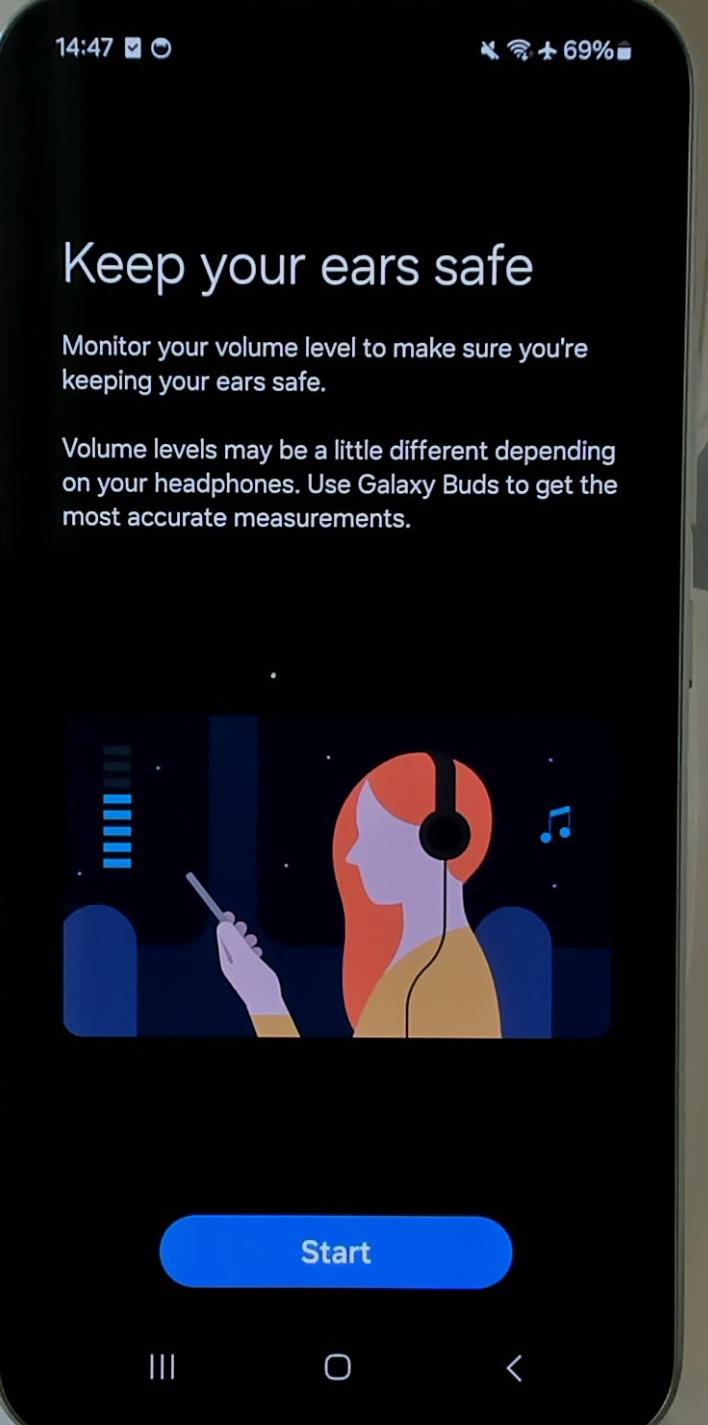 14:47 69%
Keep your ears safe
Monitor your volume level to make sure you're
keeping your ears safe.
Volume levels may be a little different depending
on your headphones. Use Galaxy Buds to get the
most accurate measurements.
Start